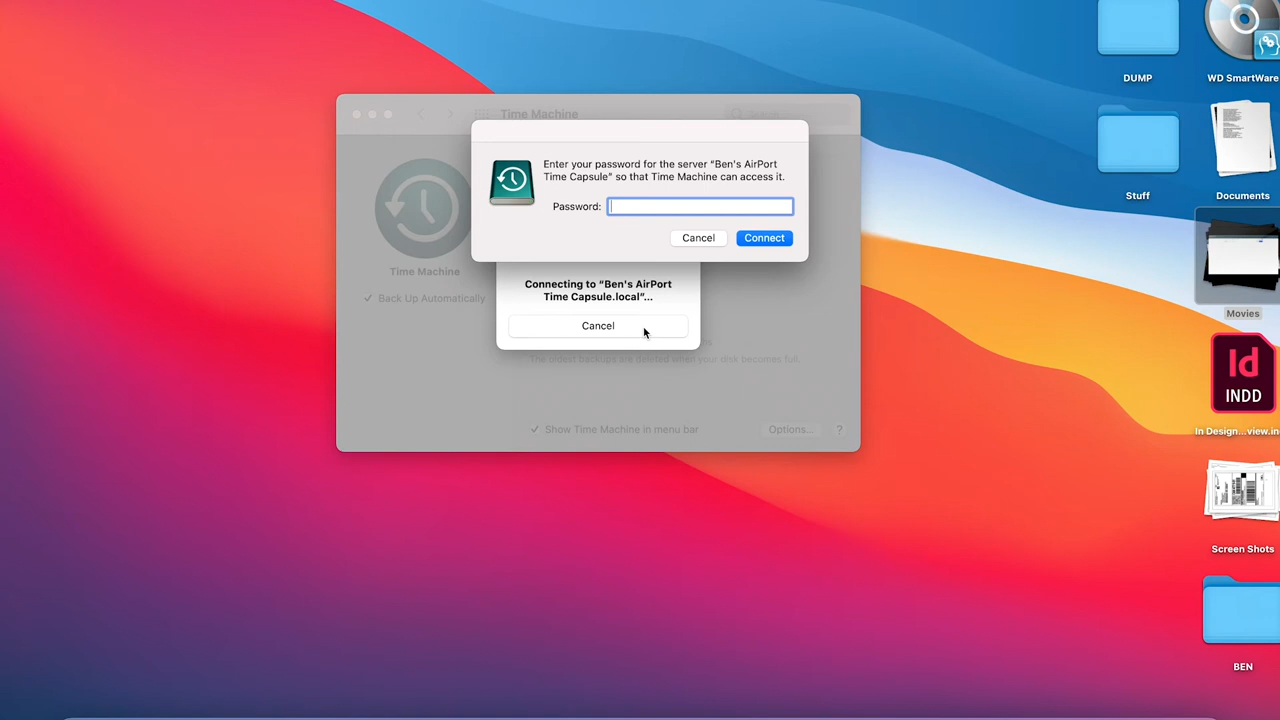 DUMP
WD SmartWare
Time Machine
Enter your password for the server “Ben's AirPort
Time Capsule” so that Time Machine can access it.
Password:
Cancel
Connect
Stuff
Documents
Time Machine
Back Up Automatically
Connecting to “Ben's AirPort
Time Capsule.local”...
Cancel
The oldest backups are deleted when your disk becomes full.
Show Time Machine in menu bar
Options...
?
Movies
Id
INDD
In Design...view.in
Screen Shots
BEN